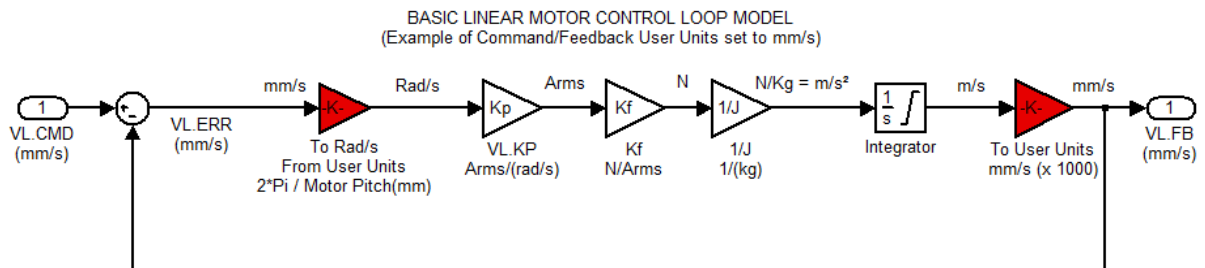 BASIC LINEAR MOTOR CONTROL LOOP MODEL
(Example of Command/Feedback User Units set to mm/s)
mm/s
Rad/s
Arms
N
N/Kg = m/s²
m/s
mm/s
1
+
-
-K-
Kp
Kf
1/J
1
s
-K-
1
VL.CMD
(mm/s)
VL.ERR
(mm/s)
To Rad/s
From User Units
2*Pi / Motor Pitch(mm)
VL.KP
Arms/(rad/s)
Kf
N/Arms
1/J
1/(kg)
Integrator
To User Units
mm/s (x 1000)
VL.FB
(mm/s)